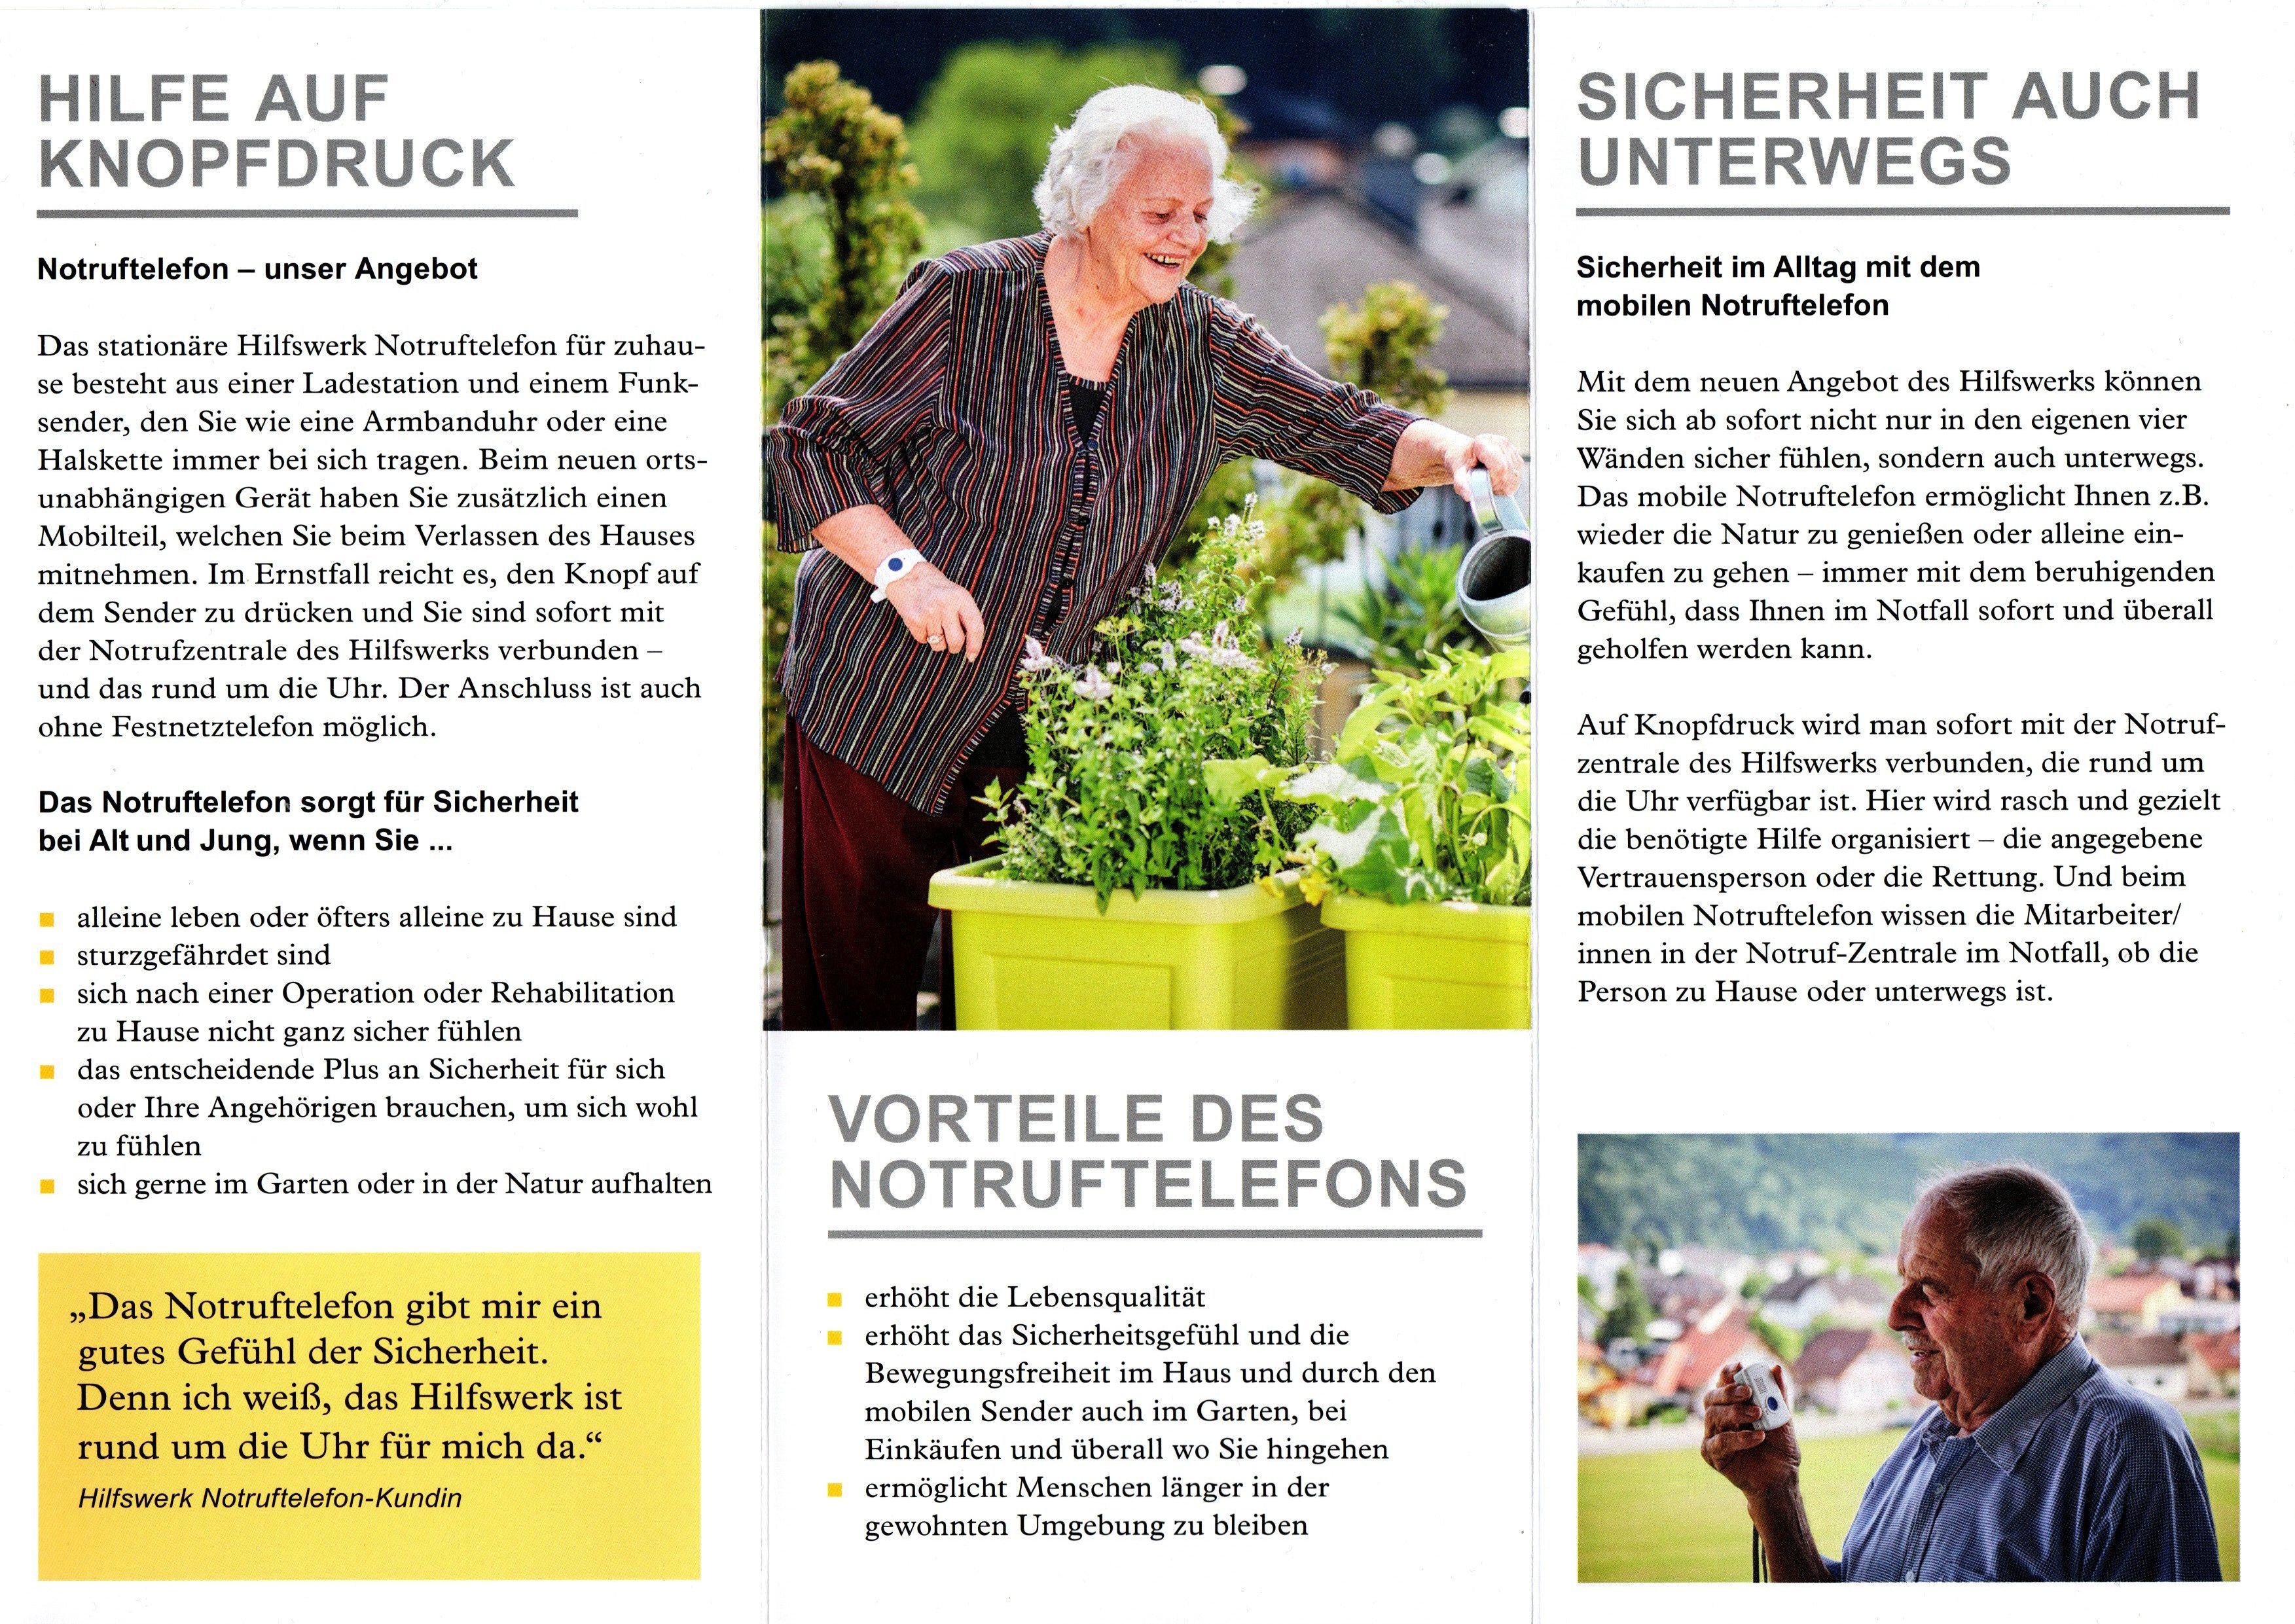 HILFE AUF
KNOPFDRUCK
Notruftelefon – unser Angebot
Das stationäre Hilfswerk Notruftelefon für zuhau-
se besteht aus einer Ladestation und einem Funk-
sender, den Sie wie eine Armbanduhr oder eine
Halskette immer bei sich tragen. Beim neuen orts-
unabhängigen Gerät haben Sie zusätzlich einen
Mobilteil, welchen Sie beim Verlassen des Hauses
mitnehmen. Im Ernstfall reicht es, den Knopf auf
dem Sender zu drücken und Sie sind sofort mit
der Notrufzentrale des Hilfswerks verbunden –
und das rund um die Uhr. Der Anschluss ist auch
ohne Festnetztelefon möglich.
Das Notruftelefon sorgt für Sicherheit
bei Alt und Jung, wenn Sie ...
alleine leben oder öfters alleine zu Hause sind
sturzgefährdet sind
sich nach einer Operation oder Rehabilitation
zu Hause nicht ganz sicher fühlen
das entscheidende Plus an Sicherheit für sich
oder Ihre Angehörigen brauchen, um sich wohl
zu fühlen
sich gerne im Garten oder in der Natur aufhalten
„Das Notruftelefon gibt mir ein
gutes Gefühl der Sicherheit.
Denn ich weiß, das Hilfswerk ist
rund um die Uhr für mich da.“
Hilfswerk Notruftelefon-Kundin
VORTEILE DES
NOTRUFTELEFONS
erhöht die Lebensqualität
erhöht das Sicherheitsgefühl und die
Bewegungsfreiheit im Haus und durch den
mobilen Sender auch im Garten, bei
Einkäufen und überall wo Sie hingehen
ermöglicht Menschen länger in der
gewohnten Umgebung zu bleiben
SICHERHEIT AUCH
UNTERWEGS
Sicherheit im Alltag mit dem
mobilen Notruftelefon
Mit dem neuen Angebot des Hilfswerks können
Sie sich ab sofort nicht nur in den eigenen vier
Wänden sicher fühlen, sondern auch unterwegs.
Das mobile Notruftelefon ermöglicht Ihnen z.B.
wieder die Natur zu genießen oder alleine ein-
kaufen zu gehen – immer mit dem beruhigenden
Gefühl, dass Ihnen im Notfall sofort und überall
geholfen werden kann.
Auf Knopfdruck wird man sofort mit der Notruf-
zentrale des Hilfswerks verbunden, die rund um
die Uhr verfügbar ist. Hier wird rasch und gezielt
die benötigte Hilfe organisiert – die angegebene
Vertrauensperson oder die Rettung. Und beim
mobilen Notruftelefon wissen die Mitarbeiter/
innen in der Notruf-Zentrale im Notfall, ob die
Person zu Hause oder unterwegs ist.